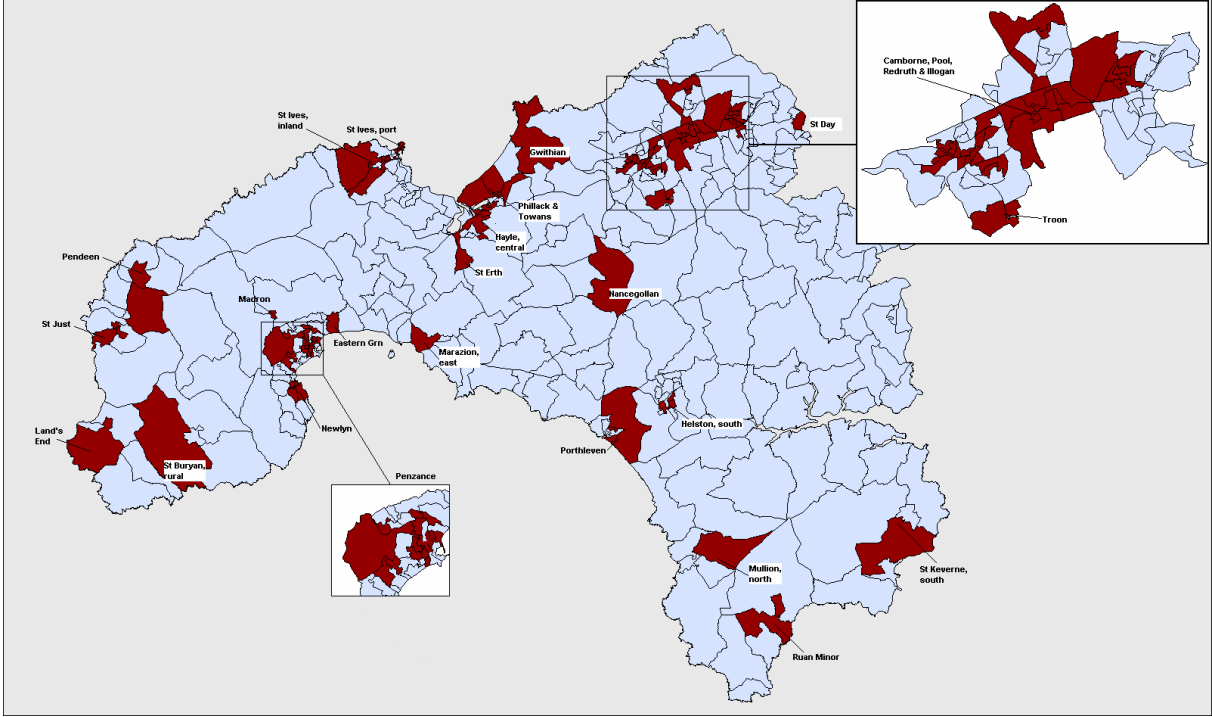 Camborne, Pool,
Redruth & Illogan
St Ives,
inland
St Ives, port
St Day
Gwithian
Troon
Phillack &
Towans
Hayle,
central
Pendeen
St Erth
Nancegollan
Madron
St Just
Eastern Grn
Marazion,
east
Land's
End
Newlyn
Helston, south
Porthleven
St Buryan,
rural
Penzance
Mullion,
north
St Keverne,
south
Ruan Minor